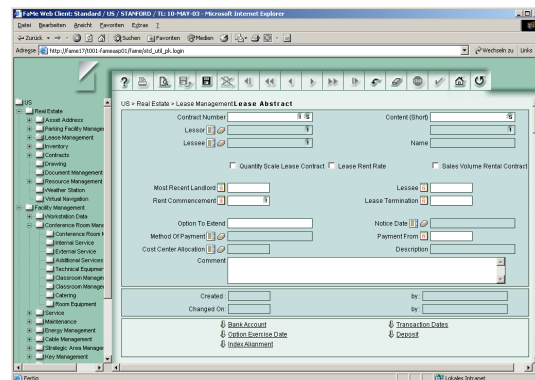 FaMe Web Client: Standard / US / STANFORD / TL: 10-MAY-03 - Microsoft Internet Explorer
Datei Bearbeiten Ansicht Favoriten Extras ?
Zurück Suchen Favoriten Medien
Adresse http://fame17/t001-fameasp01/fame/std_util_pk.login Wechseln zu Links
US
Real Estate
Asset Address
Parking Facility Manager
Lease Management
Inventory
Contracts
Drawing
Document Management
Resource Management
Weather Station
Virtual Navigation
Facility Management
Workstation Data
Conference Room Mana
Conference Room M
Internal Service
External Service
Additional Services
Technical Equipmer
Classroom Manager
Classroom Manager
Catering
Room Equipment
Service
Maintenance
Energy Management
Cable Management
Strategic Area Manager
Key Management
US > Real Estate > Lease Management Lease Abstract
Contract Number Content (Short)
Lessor
Lessee Name
Quantity Scale Lease Contract Lease Rent Rate Sales Volume Rental Contract
Most Recent Landlord Lessee
Rent Commencement Lease Termination
Option To Extend Notice Date
Method Of Payment Payment From
Cost Center Allocation Description
Comment
Created : by :
Changed On: by :
Bank Account Transaction Dates
Option Exercise Date Deposit
Index Alignment
Fertig Lokales Intranet